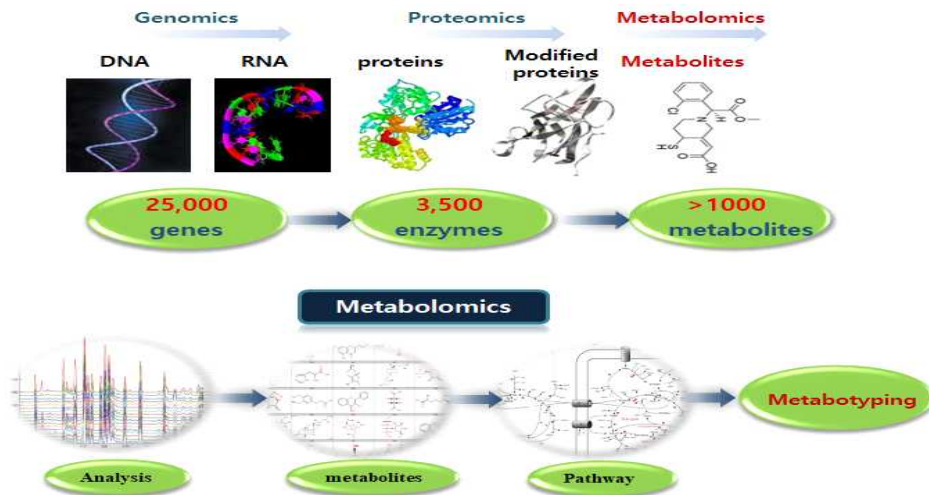 Genomics
Proteomics
Metabolomics
DNA
RNA
proteins
Modified
proteins
Metabolites
25,000
genes
3,500
enzymes
>1000
metabolites
Metabolomics
Metabotyping
Analysis
metabolites
Pathway